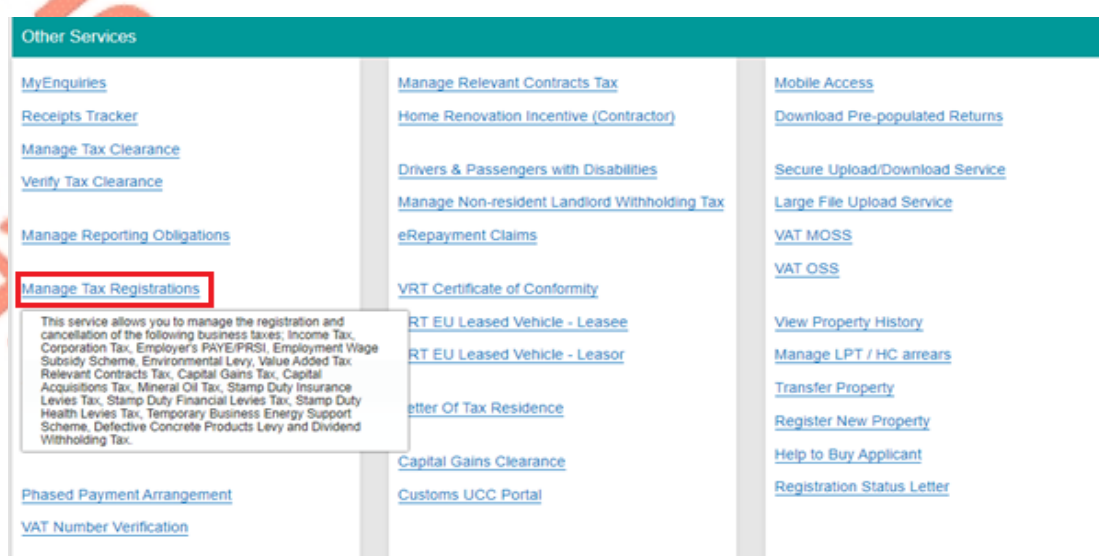 Other Services
MyEnquiries
Receipts Tracker
Manage Tax Clearance
Verify Tax Clearance
Manage Reporting Obligations
Manage Tax Registrations
This service allows you to manage the registration and
cancellation of the following business taxes; Income Tax,
Corporation Tax, Employer's PAYE/PRSI, Employment Wage
Subsidy Scheme, Environmental Levy, Value Added Tax
Relevant Contracts Tax, Capital Gains Tax, Capital
Acquisitions Tax, Mineral Oil Tax, Stamp Duty Insurance
Levies Tax, Stamp Duty Financial Levies Tax, Stamp Duty
Health Levies Tax, Temporary Business Energy Support
Scheme, Defective Concrete Products Levy and Dividend
Withholding Tax.
Phased Payment Arrangement
VAT Number Verification
Manage Relevant Contracts Tax
Home Renovation Incentive (Contractor)
Drivers & Passengers with Disabilities
Manage Non-resident Landlord Withholding Tax
eRepayment Claims
VRT Certificate of Conformity
RT EU Leased Vehicle - Leasee
RT EU Leased Vehicle - Leasor
etter Of Tax Residence
Capital Gains Clearance
Customs UCC Portal
Mobile Access
Download Pre-populated Returns
Secure Upload/Download Service
Large File Upload Service
VAT MOSS
VAT OSS
View Property History
Manage LPT / HC arrears
Transfer Property
Register New Property
Help to Buy Applicant
Registration Status Letter